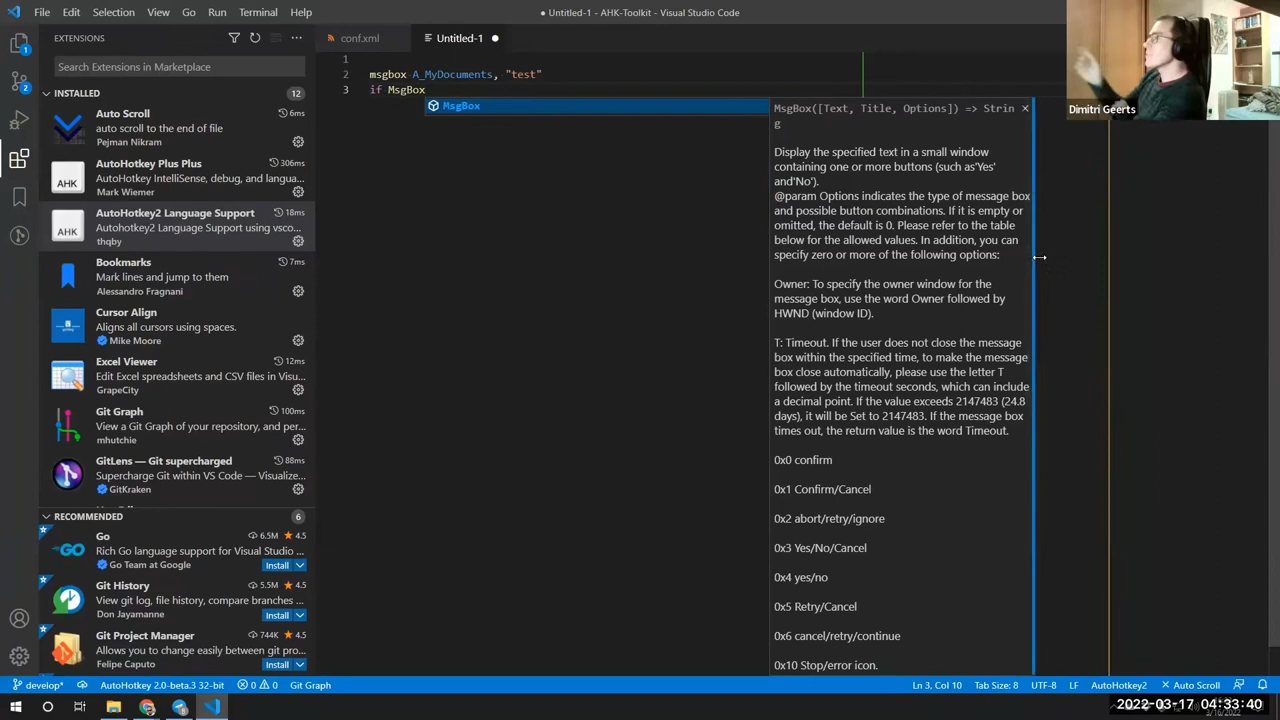 File Edit Selection View Go Run Terminal Help
● Untitled-1 - AHK-Toolkit - Visual Studio Code
EXTENSIONS
Search Extensions in Marketplace
INSTALLED 12
Auto Scroll 6ms
auto scroll to the end of file
Pejman Nikram
AutoHotkey Plus Plus 306ms
AutoHotkey IntelliSense, debug, and langua...
Mark Wiemer
AutoHotkey2 Language Support 18ms
Autohotkey2 Language Support using vsco...
thqby
Bookmarks 7ms
Mark lines and jump to them
Alessandro Fragnani
Cursor Align
Aligns all cursors using spaces.
Mike Moore
Excel Viewer 12ms
Edit Excel spreadsheets and CSV files in Visu...
GrapeCity
Git Graph 100ms
View a Git Graph of your repository, and per...
mhutchie
GitLens — Git supercharged 88ms
Supercharge Git within VS Code — Visualize...
GitKraken
RECOMMENDED 6
Go 6.5M 4.5
Rich Go language support for Visual Studio ...
Go Team at Google Install
Git History 5.5M 4.5
View git log, file history, compare branches ...
Don Jayamanne Install
Git Project Manager 744K 4.5
Allows you to change easily between git pro...
Felipe Caputo Install
conf.xml Untitled-1
1
2 msgbox A_MyDocuments, "test"
3 if MsgBox
MsgBox
MsgBox([Text, Title, Options]) => Strin
g
Display the specified text in a small window
containing one or more buttons (such as'Yes'
and'No').
@param Options indicates the type of message box
and possible button combinations. If it is empty or
omitted, the default is 0. Please refer to the table
below for the allowed values. In addition, you can
specify zero or more of the following options:
Owner: To specify the owner window for the
message box, use the word Owner followed by
HWND (window ID).
T: Timeout. If the user does not close the message
box within the specified time, to make the message
box close automatically, please use the letter T
followed by the timeout seconds, which can include
a decimal point. If the value exceeds 2147483 (24.8
days), it will be Set to 2147483. If the message box
times out, the return value is the word Timeout.
0x0 confirm
0x1 Confirm/Cancel
0x2 abort/retry/ignore
0x3 Yes/No/Cancel
0x4 yes/no
0x5 Retry/Cancel
0x6 cancel/retry/continue
0x10 Stop/error icon.
Dimitri Geerts
develop* AutoHotkey 2.0-beta.3 32-bit 0 0 Git Graph
Ln 3, Col 10 Tab Size: 8 UTF-8 LF AutoHotkey2 Auto Scroll
2022-03-17 04:33:40